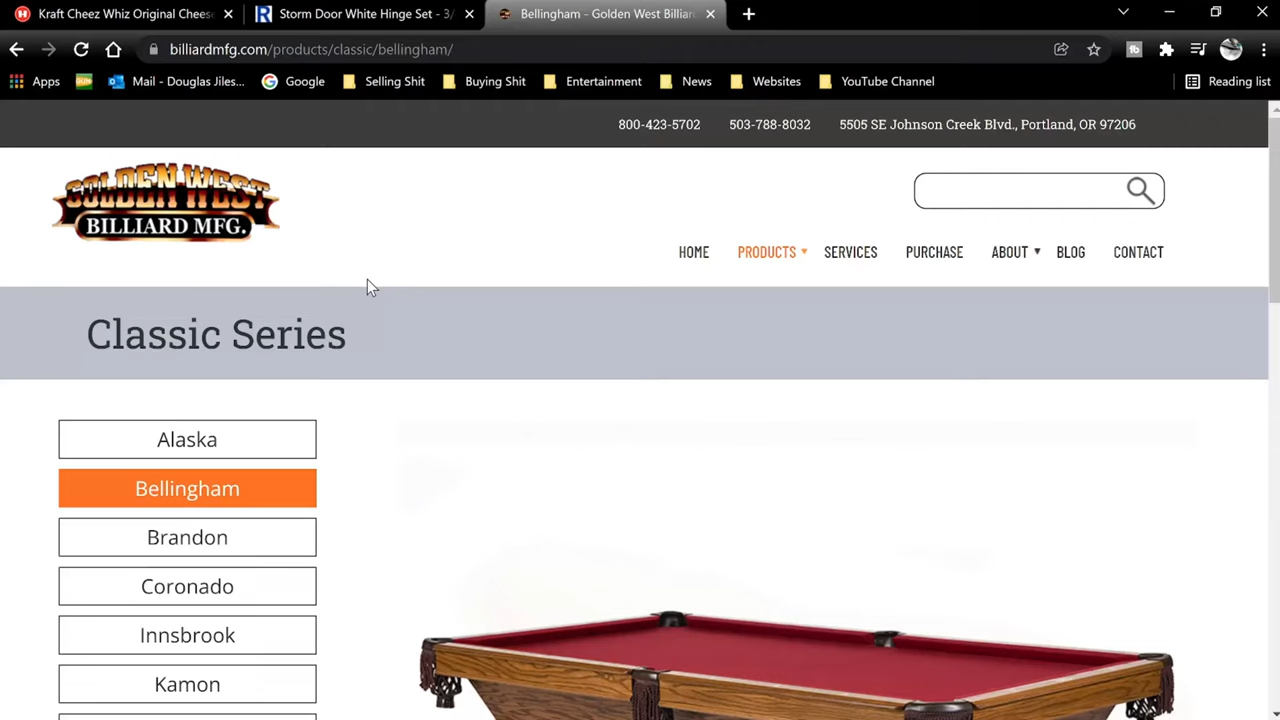 Kraft Cheez Whiz Original Chees
Storm Door White Hinge Set - 3/
Bellingham - Golden West Billiar
billiardmfg.com/products/classic/bellingham/
Apps
Mail - Douglas Jiles...
Google
Selling Shit
Buying Shit
Entertainment
News
Websites
YouTube Channel
Reading list
800-423-5702
503-788-8032
5505 SE Johnson Creek Blvd., Portland, OR 97206
GOLDEN WEST
BILLIARD MFG.
HOME
PRODUCTS
SERVICES
PURCHASE
ABOUT
BLOG
CONTACT
Classic Series
Alaska
Bellingham
Brandon
Coronado
Innsbrook
Kamon